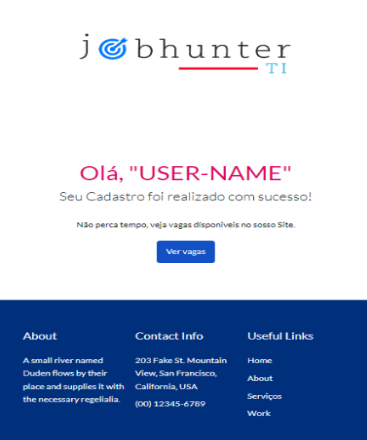 jobhunter
TI
Olá, "USER-NAME"
Seu Cadastro foi realizado com sucesso!
Não perca tempo, veja vagas disponiveis no sosso Site.
Ver vagas
About
A small river named
Duden flows by their
place and supplies it with
the necessary regelialia.
Contact Info
203 Fake St. Mountain
View, San Francisco,
California, USA
(00) 12345-6789
Useful Links
Home
About
Serviços
Work